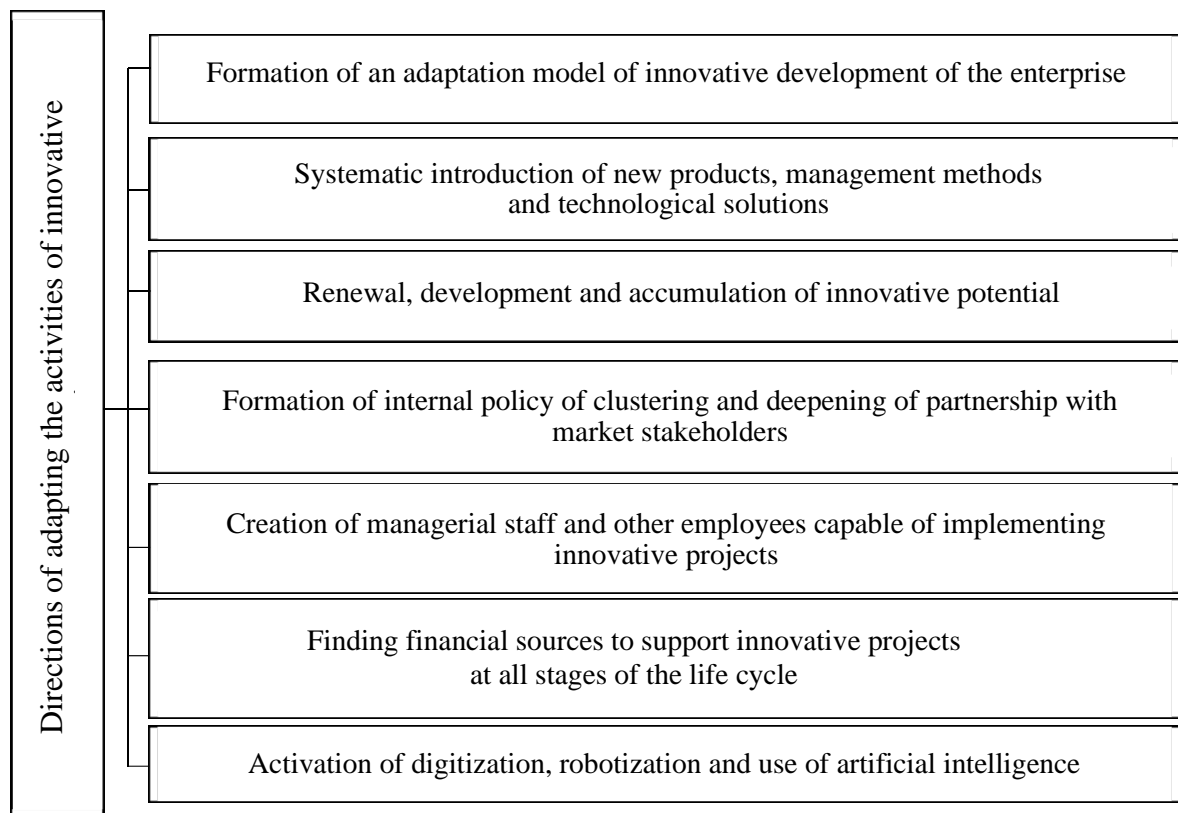 Directions of adapting the activities of innovative
Formation of an adaptation model of innovative development of the enterprise
Systematic introduction of new products, management methods
and technological solutions
Renewal, development and accumulation of innovative potential
Formation of internal policy of clustering and deepening of partnership with
market stakeholders
Creation of managerial staff and other employees capable of implementing
innovative projects
Finding financial sources to support innovative projects
at all stages of the life cycle
Activation of digitization, robotization and use of artificial intelligence